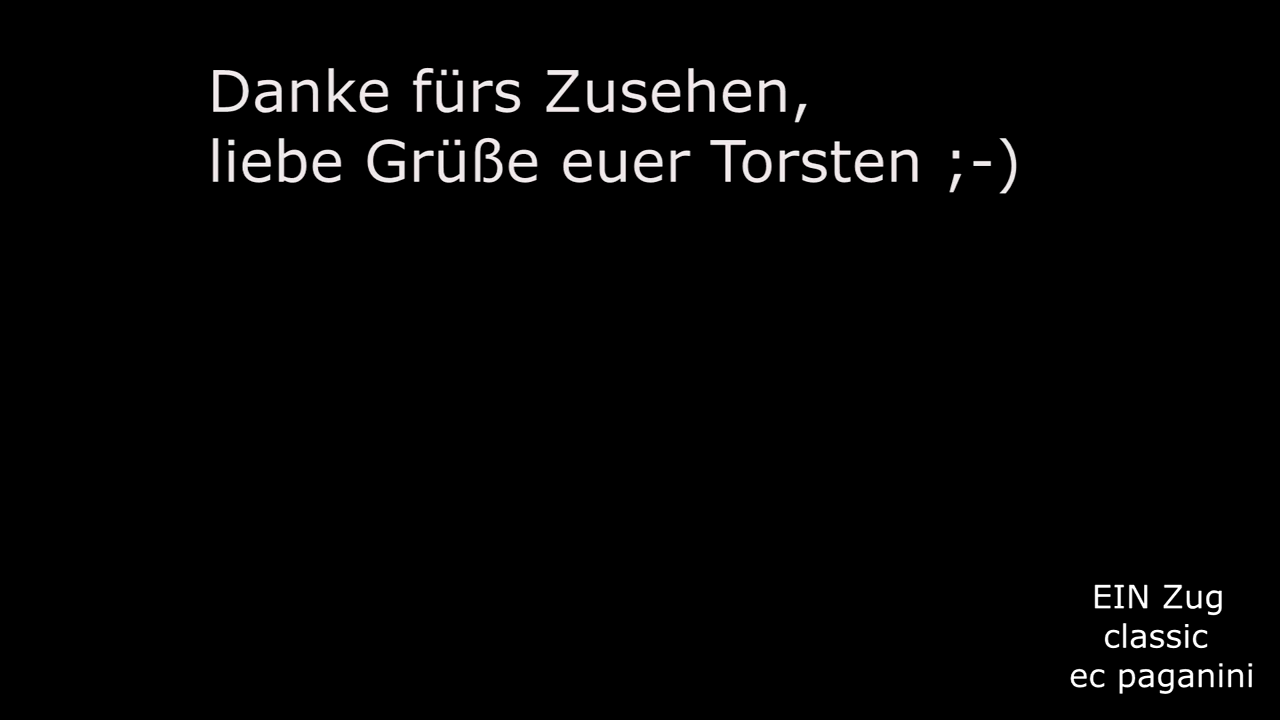 Danke fürs Zusehen,
liebe Grüße euer Torsten ;-)
EIN Zug
classic
ec paganini